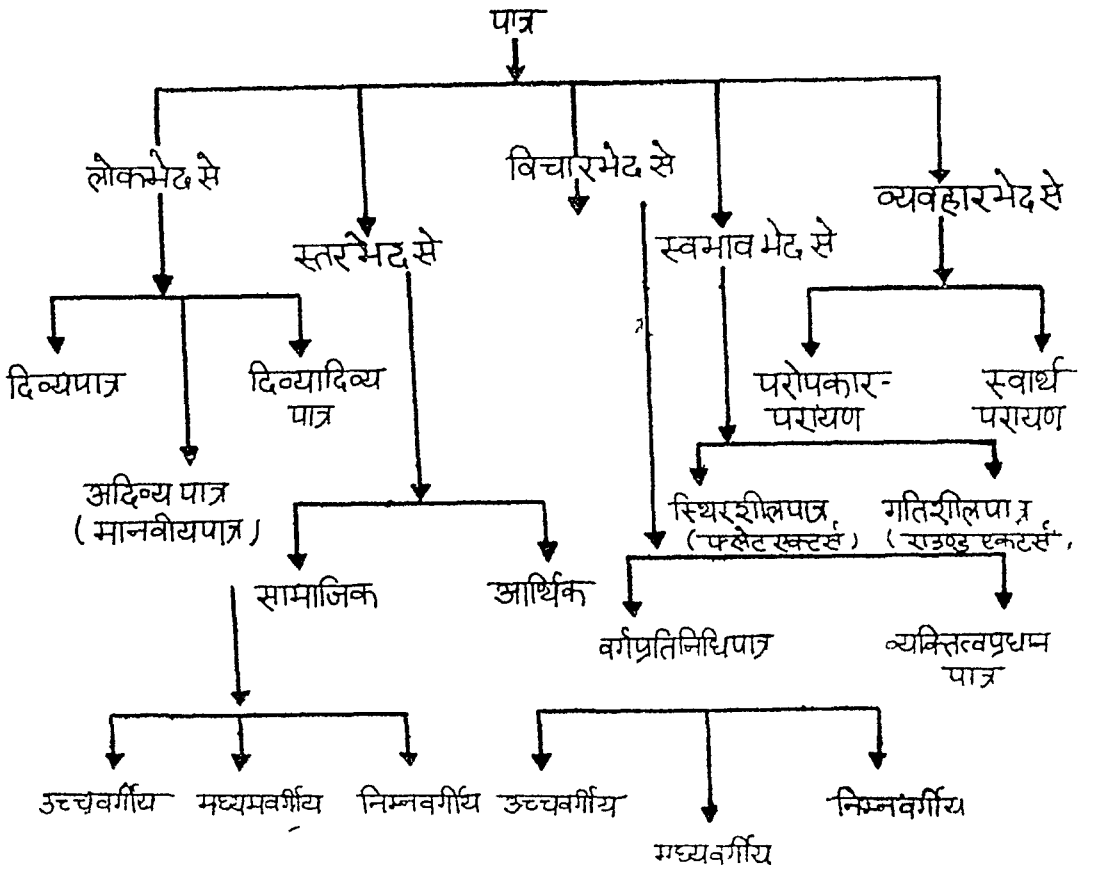 पात्र
लोकभेद से
स्तरभेद से
विचारभेद से
स्वभाव भेद से
व्यवहारभेद से
दिव्यपात्र
दिव्यादिव्य
पात्र
परोपकार-
परायण
स्वार्थ
परायण
अदिव्य पात्र
(मानवीयपात्र)
स्थिरशीलपात्र
(फ्लेट एक्टर्स)
गतिशीलपात्र
(राउण्ड एकटर्स,
सामाजिक
आर्थिक
वर्गप्रतिनिधिपात्र
व्यक्तित्वप्रधान
पात्र
उच्चवर्गीय
मध्यमवर्गीय
निम्नवर्गीय
उच्चवर्गीय
निम्नवर्गीय
मध्यवर्गीय